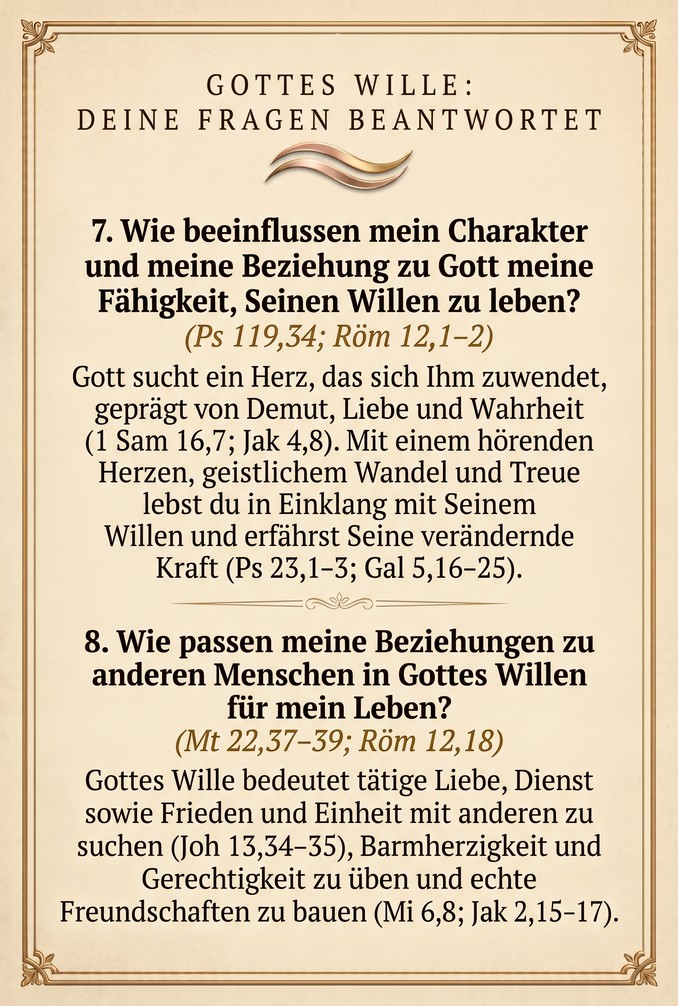 GOTTES WILLE:
DEINE FRAGEN BEANTWORTET
7. Wie beeinflussen mein Charakter
und meine Beziehung zu Gott meine
Fähigkeit, Seinen Willen zu leben?
(Ps 119,34; Röm 12,1–2)
Gott sucht ein Herz, das sich Ihm zuwendet,
geprägt von Demut, Liebe und Wahrheit
(1 Sam 16,7; Jak 4,8). Mit einem hörenden
Herzen, geistlichem Wandel und Treue
lebst du in Einklang mit Seinem
Willen und erfährst Seine verändernde
Kraft (Ps 23,1–3; Gal 5,16–25).
8. Wie passen meine Beziehungen zu
anderen Menschen in Gottes Willen
für mein Leben?
(Mt 22,37–39; Röm 12,18)
Gottes Wille bedeutet tätige Liebe, Dienst
sowie Frieden und Einheit mit anderen zu
suchen (Joh 13,34–35), Barmherzigkeit und
Gerechtigkeit zu üben und echte
Freundschaften zu bauen (Mi 6,8; Jak 2,15–17).